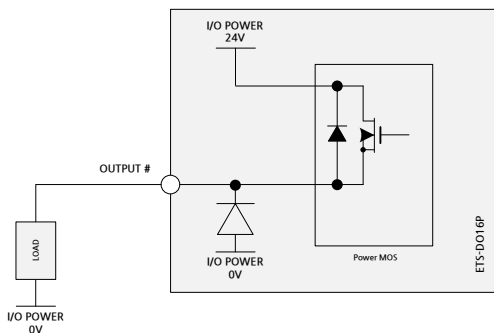 I/O POWER
24V
OUTPUT #
LOAD
I/O POWER
0V
Power MOS
ETS-DO16P
I/O POWER
0V